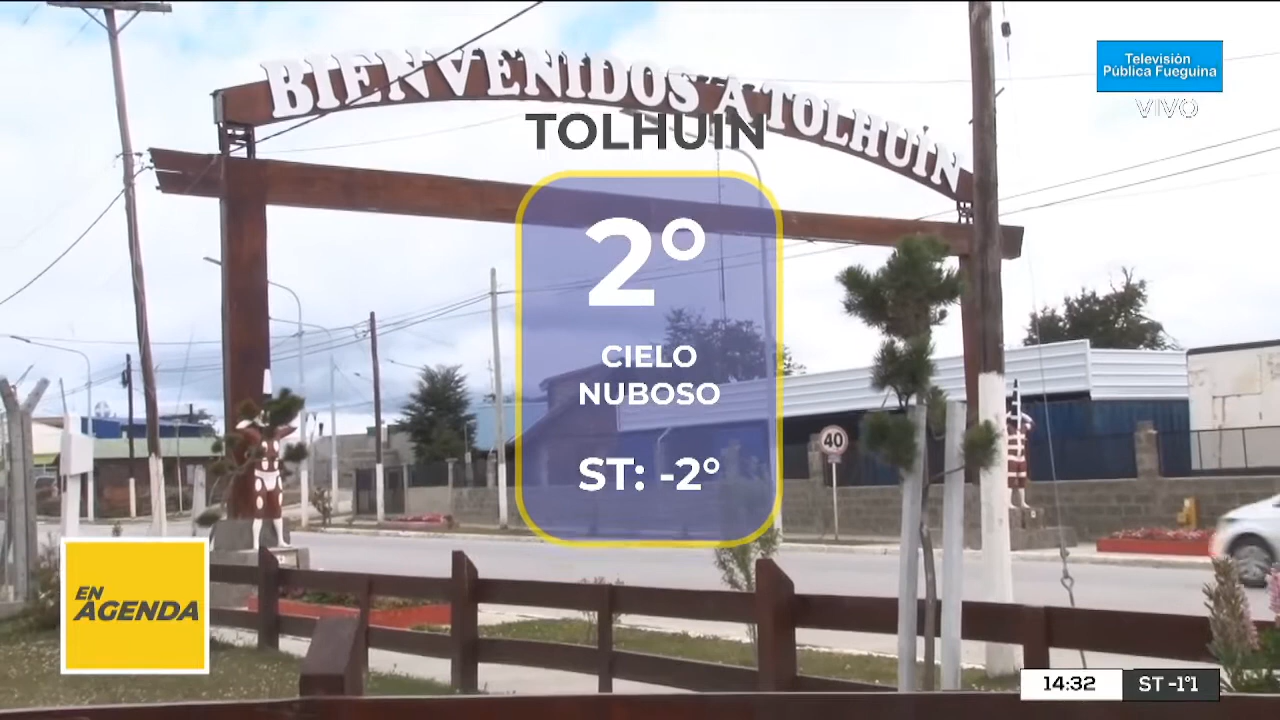 BIENVENIDOS A TOLHUIN
Televisión
Pública Fueguina
VIVO
TOLHUIN
2°
CIELO
NUBOSO
ST: -2°
40
EN
AGENDA
14:32
ST -1°1